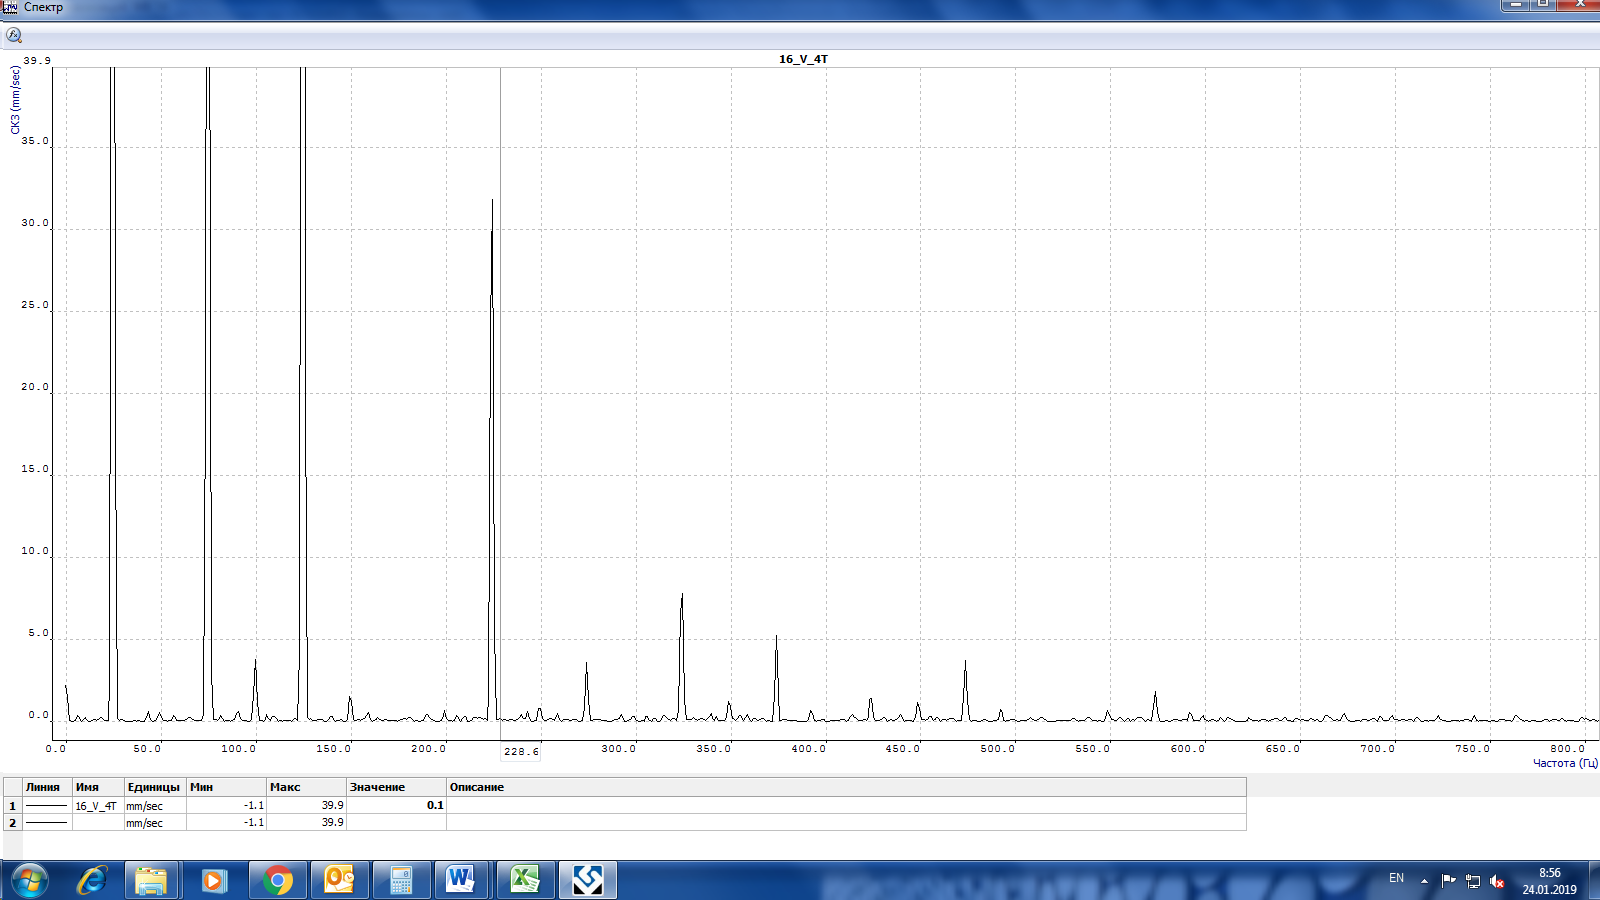 Спектр
16_V_4T
39.9
СКЗ (mm/sec)
35.0
30.0
25.0
20.0
15.0
10.0
5.0
0.0
0.0 50.0 100.0 150.0 200.0 228.6 300.0 350.0 400.0 450.0 500.0 550.0 600.0 650.0 700.0 750.0 800.0
Частота (Гц)
Линия Имя Единицы Мин Макс Значение Описание
1 16_V_4T mm/sec -1.1 39.9 0.1
2 mm/sec -1.1 39.9
EN 8:56
24.01.2019